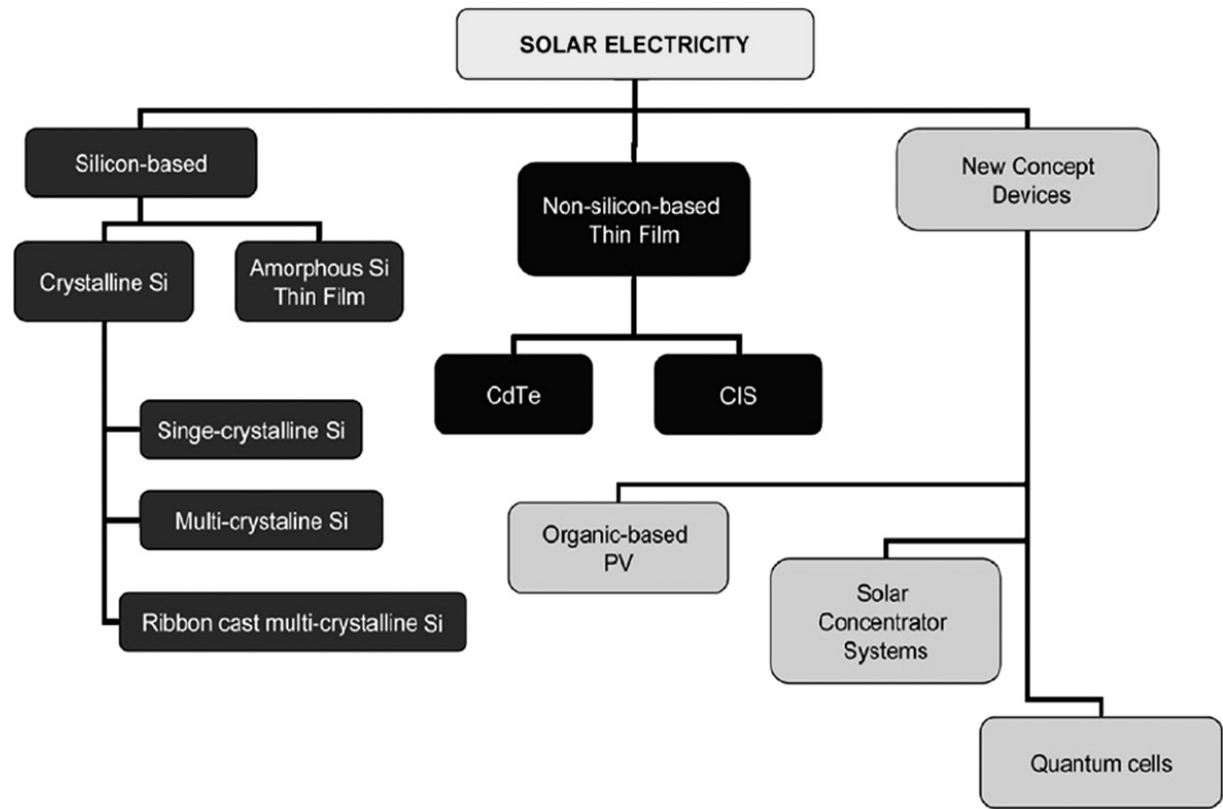 SOLAR ELECTRICITY
Silicon-based
Non-silicon-based
Thin Film
New Concept
Devices
Crystalline Si
Amorphous Si
Thin Film
CdTe
CIS
Singe-crystalline Si
Multi-crystaline Si
Ribbon cast multi-crystalline Si
Organic-based
PV
Solar
Concentrator
Systems
Quantum cells